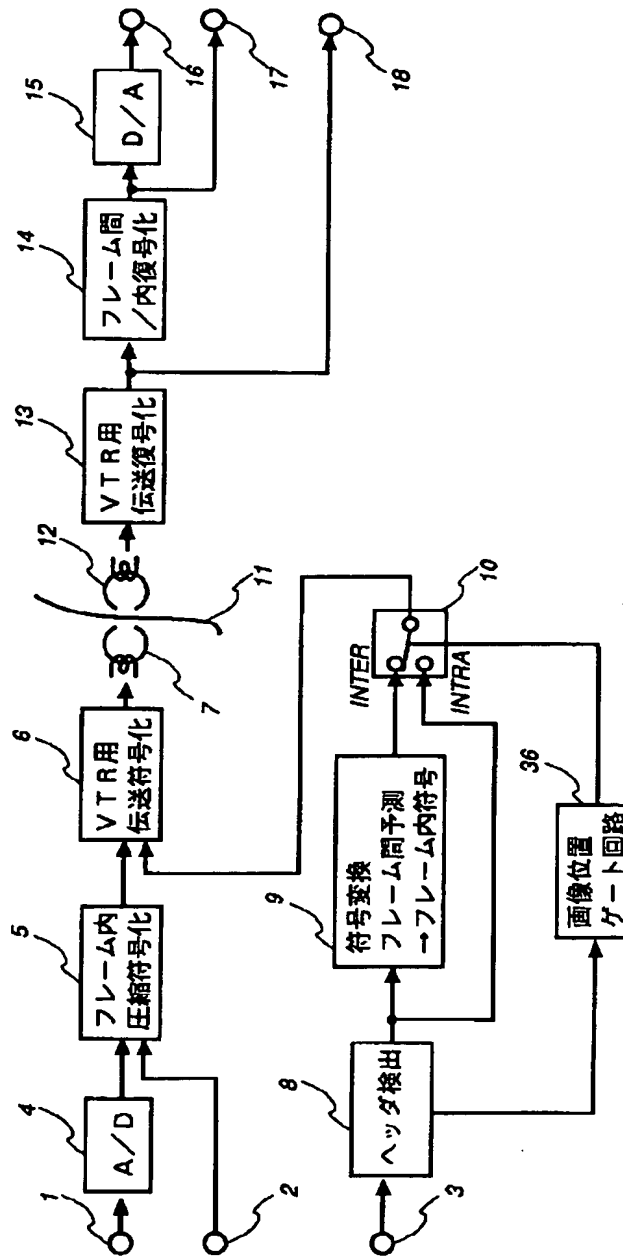 1
4
A/D
5
フレーム内
圧縮符号化
6
VTR用
伝送符号化
7
11
12
13
VTR用
伝送復号化
14
フレーム間
/内復号化
15
D/A
16
17
18
2
3
8
ヘッダ検出
9
符号変換
フレーム間予測
→フレーム内符号
INTER
INTRA
10
36
画像位置
ゲート回路